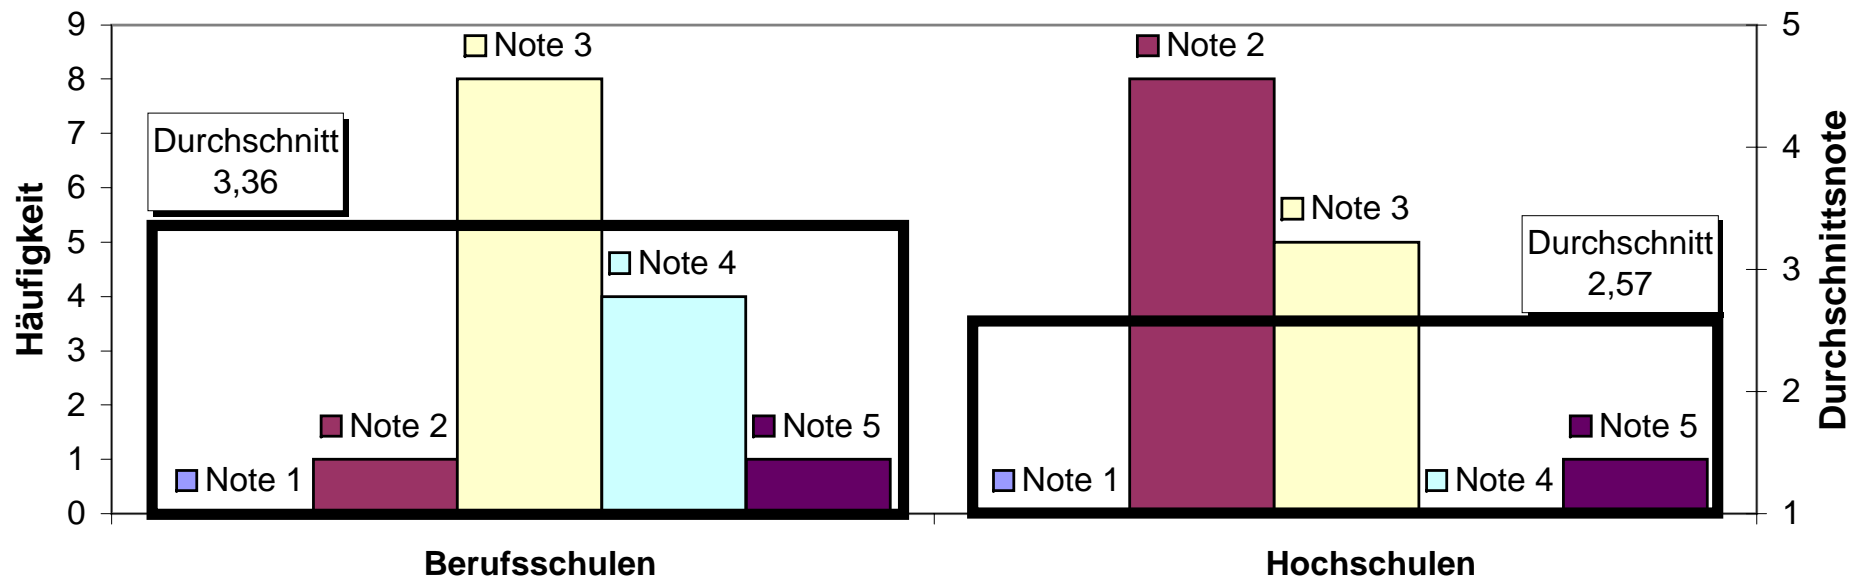 Häufigkeit
9
8
7
6
5
4
3
2
1
0
Durchschnitt
3,36
Note 1
Note 2
Note 3
Note 4
Note 5
Berufsschulen
Note 1
Note 2
Note 3
Note 4
Note 5
Durchschnitt
2,57
Hochschulen
5
4
3
2
1
Durchschnittsnote